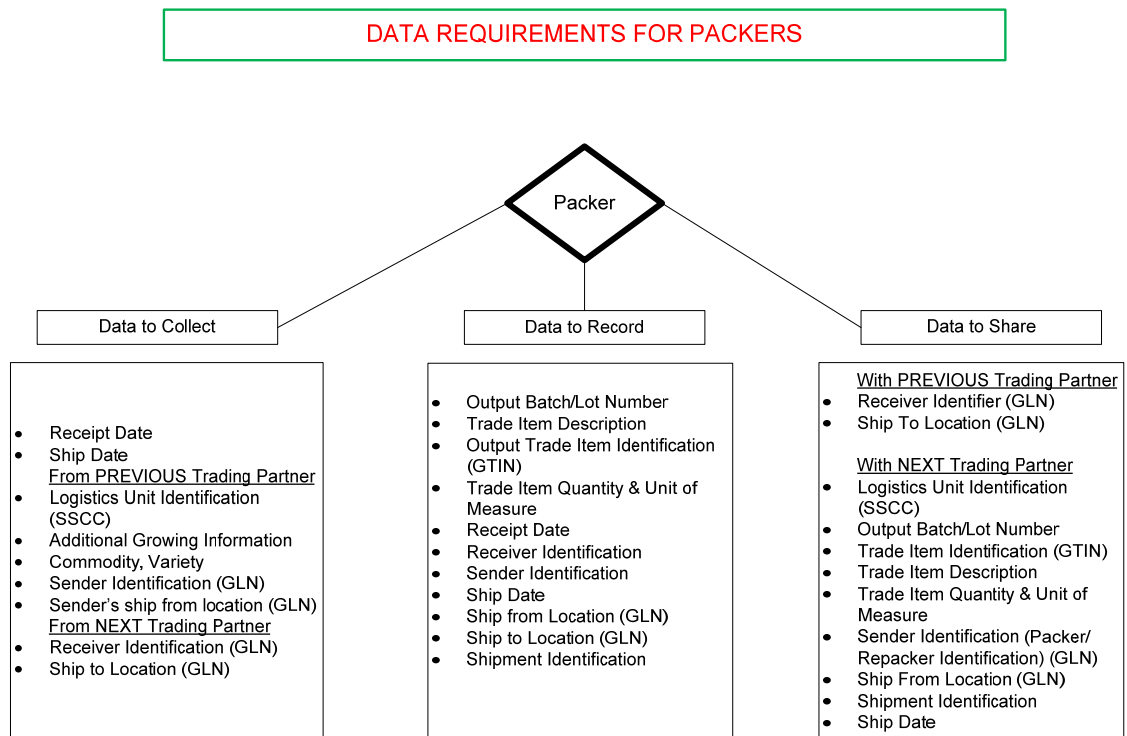 DATA REQUIREMENTS FOR PACKERS
Packer
Data to Collect
Data to Record
Data to Share
• Receipt Date
• Ship Date
From PREVIOUS Trading Partner
• Logistics Unit Identification
(SSCC)
• Additional Growing Information
• Commodity, Variety
• Sender Identification (GLN)
• Sender's ship from location (GLN)
From NEXT Trading Partner
• Receiver Identification (GLN)
• Ship to Location (GLN)
• Output Batch/Lot Number
• Trade Item Description
• Output Trade Item Identification
(GTIN)
• Trade Item Quantity & Unit of
Measure
• Receipt Date
• Receiver Identification
• Sender Identification
• Ship Date
• Ship from Location (GLN)
• Ship to Location (GLN)
• Shipment Identification
With PREVIOUS Trading Partner
• Receiver Identifier (GLN)
• Ship To Location (GLN)
With NEXT Trading Partner
• Logistics Unit Identification
(SSCC)
• Output Batch/Lot Number
• Trade Item Identification (GTIN)
• Trade Item Description
• Trade Item Quantity & Unit of
Measure
• Sender Identification (Packer/
Repacker Identification) (GLN)
• Ship From Location (GLN)
• Shipment Identification
• Ship Date